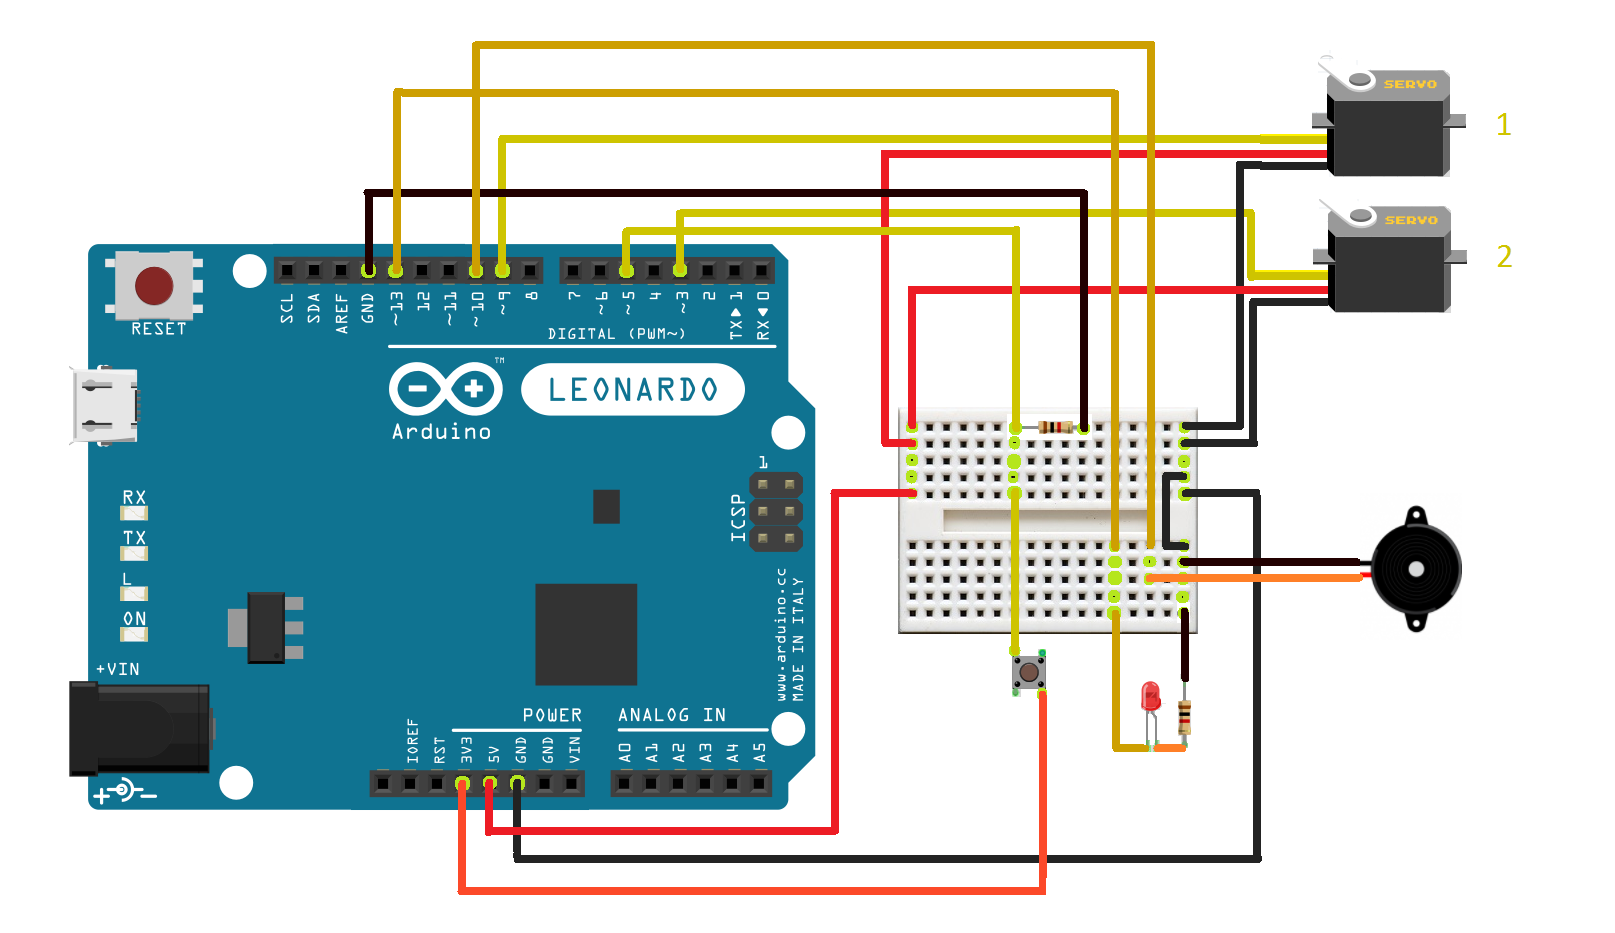 SERVO
1
SERVO
2
RESET
SCL
SDA
AREF
GND
~13
12
~11
~10
~9
8
7
~6
~5
4
~3
2
TX▶ 1
RX◀ 0
DIGITAL (PWM~)
TM
LEONARDO
Arduino
1
ICSP
RX
TX
L
ON
+VIN
www.arduino.cc
MADE IN ITALY
POWER
ANALOG IN
IOREF
RST
3V3
5V
GND
GND
VIN
A0
A1
A2
A3
A4
A5